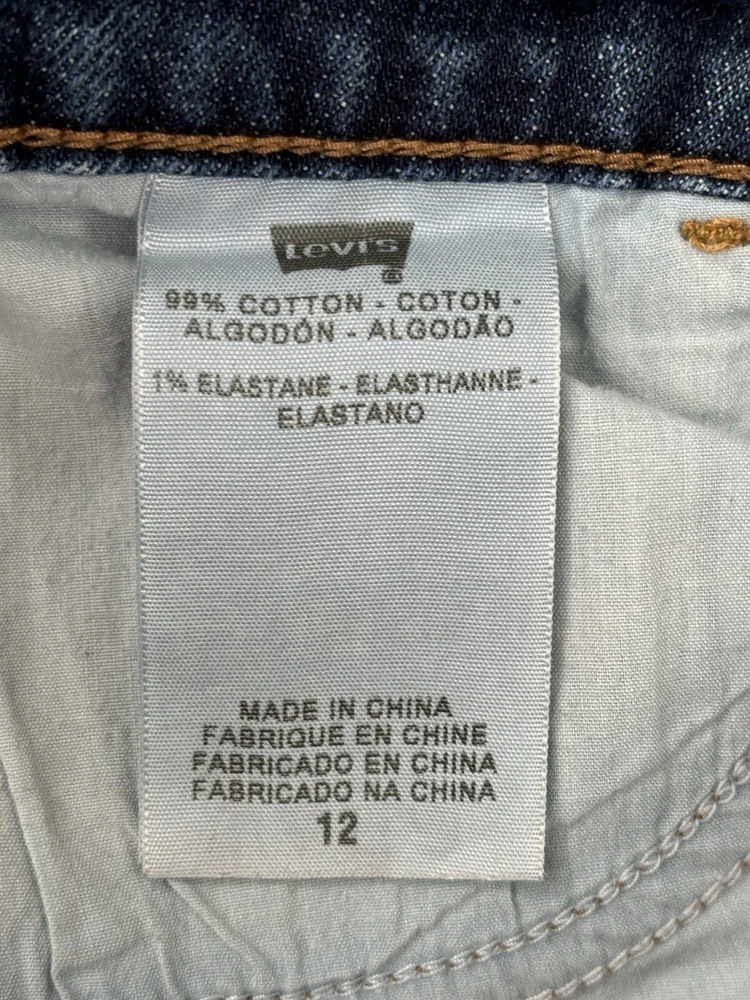 Levi's
99% COTTON - COTON -
ALGODÓN - ALGODÃO
1% ELASTANE - ELASTHANNE -
ELASTANO
MADE IN CHINA
FABRIQUE EN CHINE
FABRICADO EN CHINA
FABRICADO NA CHINA
12